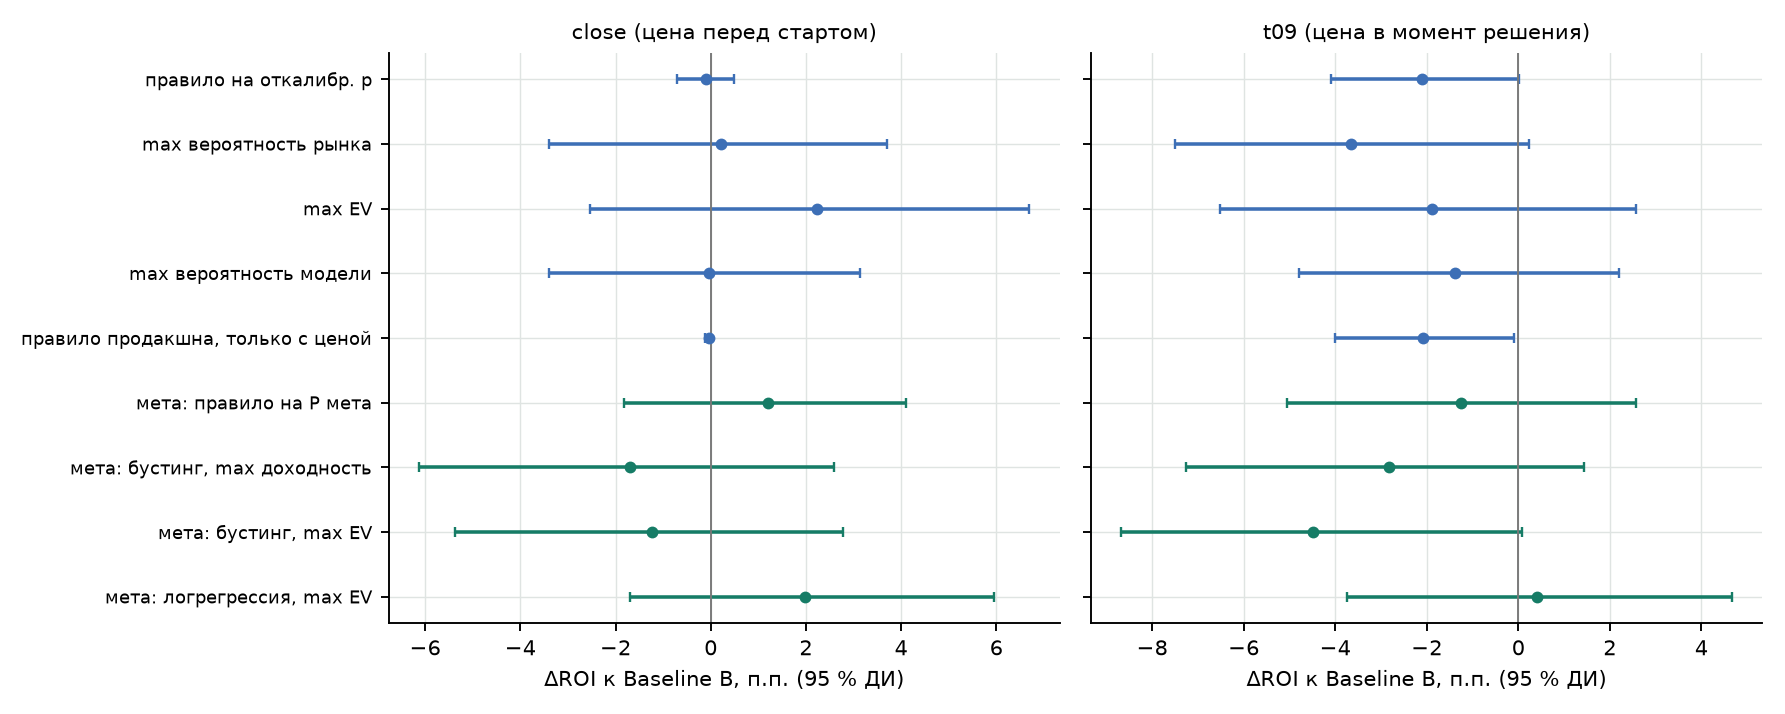 close (цена перед стартом)
t09 (цена в момент решения)
правило на откалибр. p
max вероятность рынка
max EV
max вероятность модели
правило продакшна, только с ценой
мета: правило на P мета
мета: бустинг, max доходность
мета: бустинг, max EV
мета: логрегрессия, max EV
−6 −4 −2 0 2 4 6
−8 −6 −4 −2 0 2 4
ΔROI к Baseline B, п.п. (95 % ДИ)
ΔROI к Baseline B, п.п. (95 % ДИ)